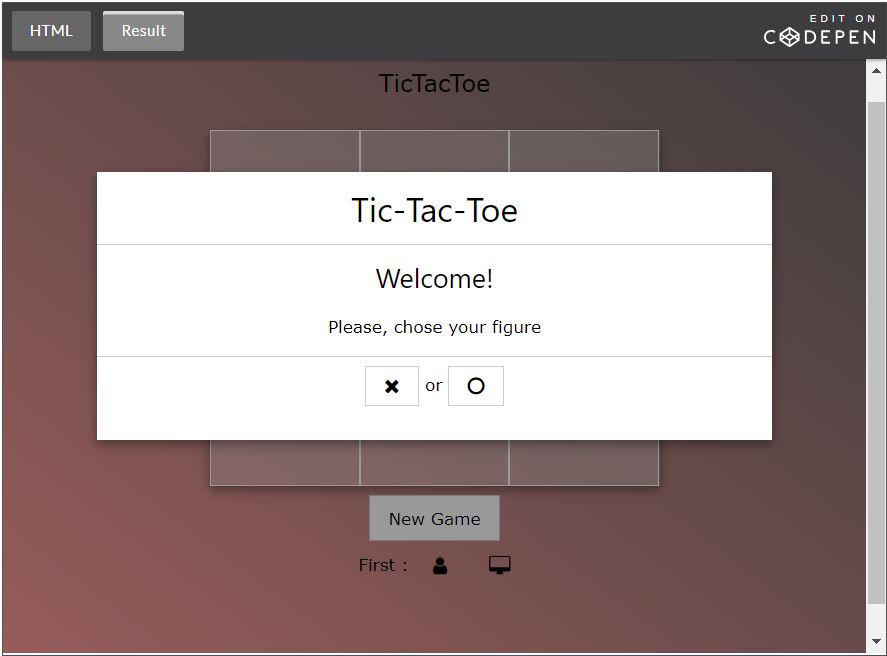 HTML Result
EDIT ON
CODEPEN
TicTacToe
Tic-Tac-Toe
Welcome!
Please, chose your figure
or
New Game
First :